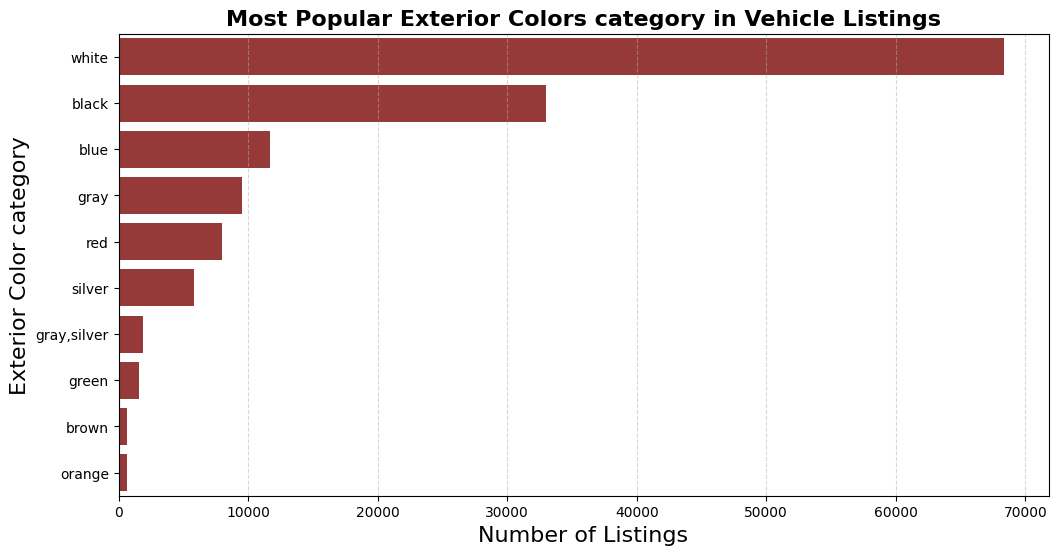 Most Popular Exterior Colors category in Vehicle Listings
Exterior Color category
white
black
blue
gray
red
silver
gray,silver
green
brown
orange
0 10000 20000 30000 40000 50000 60000 70000
Number of Listings